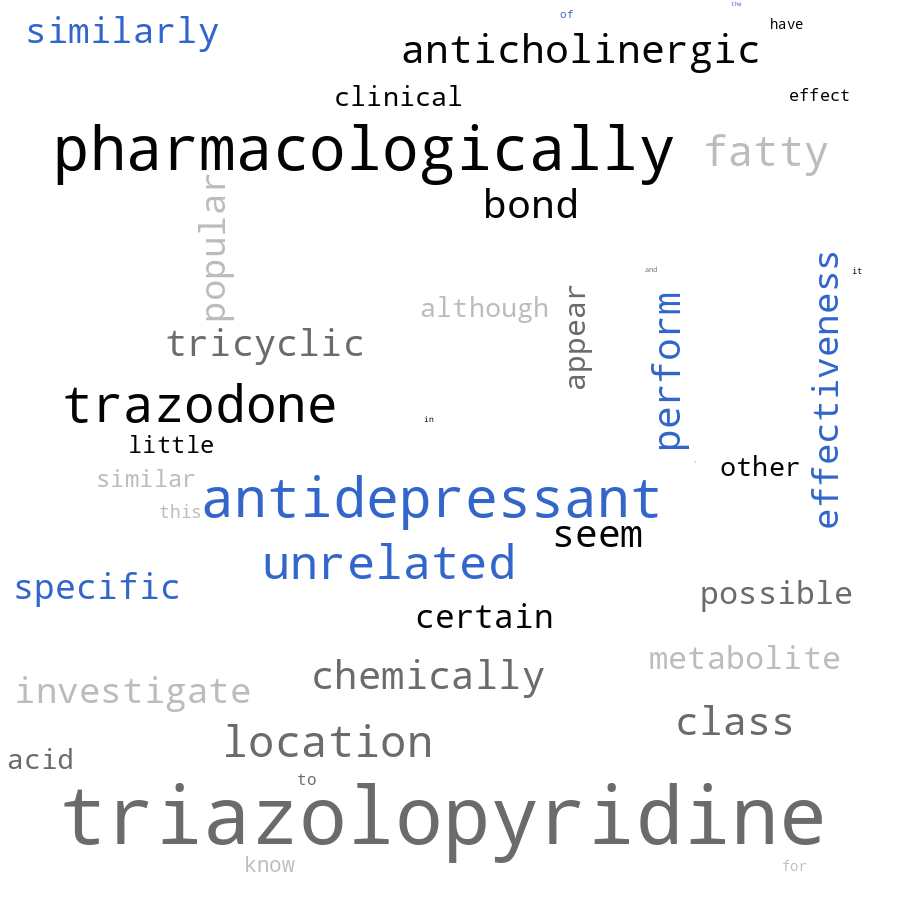 the
of
similarly
have
anticholinergic
clinical
effect
pharmacologically
fatty
popular
bond
effectiveness
and
it
although
appear
perform
tricyclic
trazodone
in
little
other
similar
antidepressant
this
seem
unrelated
specific
possible
certain
metabolite
chemically
investigate
class
location
acid
to
triazolopyridine
know
for